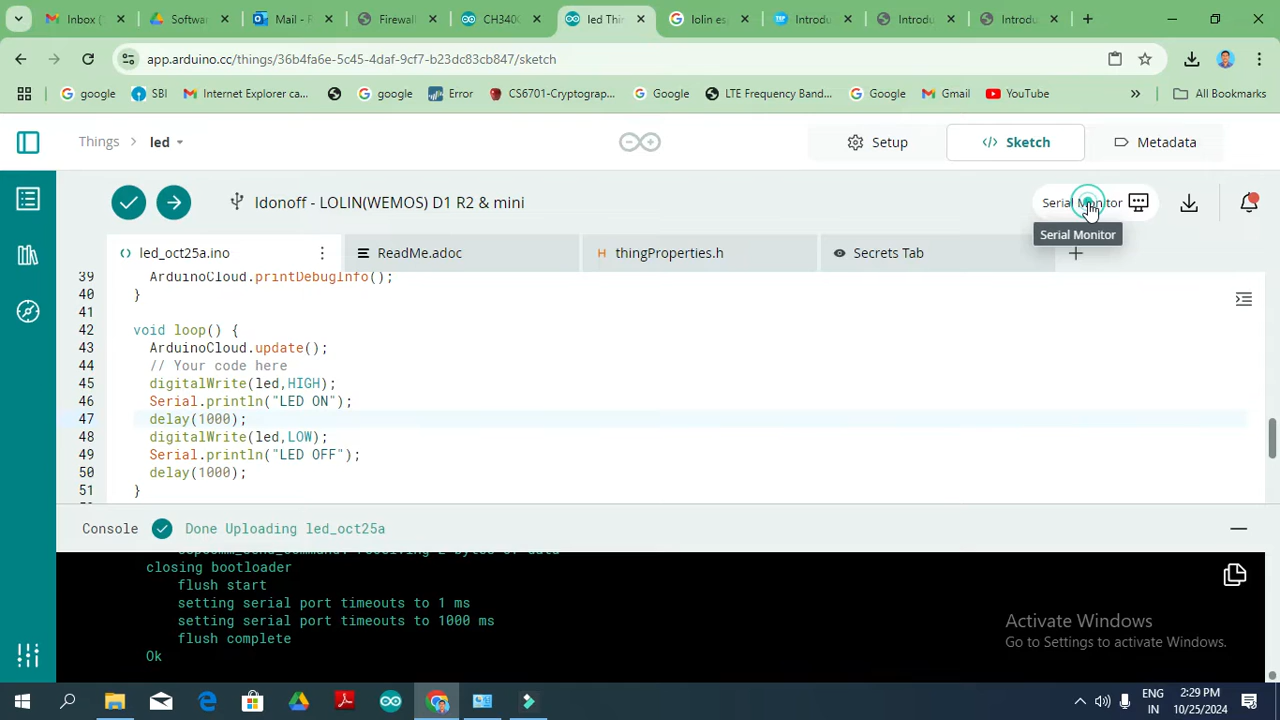 Inbox (
Softwar
Mail - R
Firewall
CH340G
led Thin
lolin es
Introdu
Introdu
Introdu
app.arduino.cc/things/36b4fa6e-5c45-4daf-9cf7-b23dc83cb847/sketch
google
SBI
Internet Explorer ca...
google
Error
CS6701-Cryptograp...
Google
LTE Frequency Band...
Google
Gmail
YouTube
»
All Bookmarks
Things > led
Setup
</> Sketch
Metadata
Idonoff - LOLIN(WEMOS) D1 R2 & mini
Serial Monitor
Serial Monitor
led_oct25a.ino
ReadMe.adoc
H thingProperties.h
Secrets Tab
39 ArduinoCloud.printDebugInfo();
40 }
41
42 void loop() {
43 ArduinoCloud.update();
44 // Your code here
45 digitalWrite(led,HIGH);
46 Serial.println("LED ON");
47 delay(1000);
48 digitalWrite(led,LOW);
49 Serial.println("LED OFF");
50 delay(1000);
51 }
Console Done Uploading led_oct25a
closing bootloader
flush start
setting serial port timeouts to 1 ms
setting serial port timeouts to 1000 ms
flush complete
Ok
Activate Windows
Go to Settings to activate Windows.
ENG
IN
2:29 PM
10/25/2024